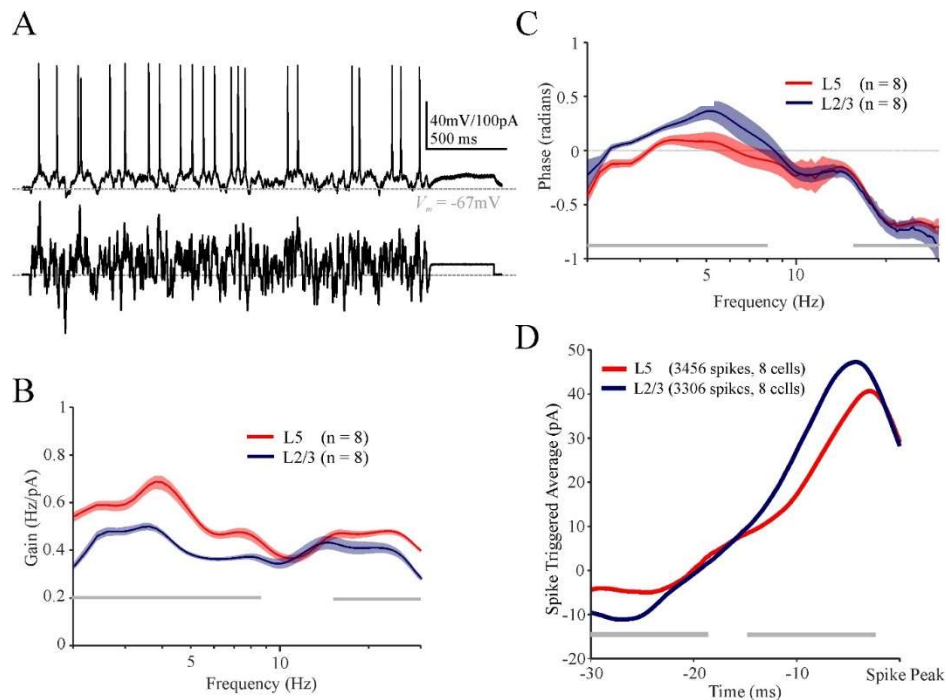 A
40mV/100pA
500 ms
Vm = -67mV
B
Gain (Hz/pA)
1
0.8
0.6
0.4
0.2
0
L5 (n = 8)
L2/3 (n = 8)
5
10
Frequency (Hz)
C
Phase (radians)
0.5
0
-0.5
-1
L5 (n = 8)
L2/3 (n = 8)
5
10
Frequency (Hz)
D
Spike Triggered Average (pA)
50
40
30
20
10
0
-10
-20
L5 (3456 spikes, 8 cells)
L2/3 (3306 spikes, 8 cells)
-30
-20
-10
Spike Peak
Time (ms)